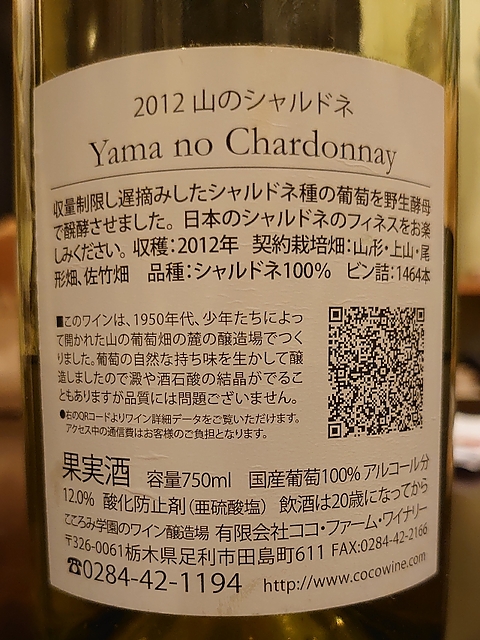 2012 山のシャルドネ
Yama no Chardonnay
収量制限し遅摘みしたシャルドネ種の葡萄を野生酵母
で醗酵させました。日本のシャルドネのフィネスをお楽
しみください。収穫：2012年　契約栽培畑：山形・上山・尾
形畑、佐竹畑　品種：シャルドネ100%　ビン詰：1464本
■このワインは、1950年代、少年たちによっ
て開かれた山の葡萄畑の麓の醸造場でつく
りました。葡萄の自然な持ち味を生かして醸
造しましたので澱や酒石酸の結晶がでるこ
ともありますが品質には問題ございません。
●右のQRコードよりワイン詳細データをご覧いただけます。
アクセス中の通信費はお客様のご負担となります。
果実酒　容量750ml　国産葡萄100% アルコール分
12.0%　酸化防止剤（亜硫酸塩）　飲酒は20歳になってから
こころみ学園のワイン醸造場　有限会社ココ・ファーム・ワイナリー
〒326-0061栃木県足利市田島町611 FAX:0284-42-2166
☎0284-42-1194　http://www.cocowine.com